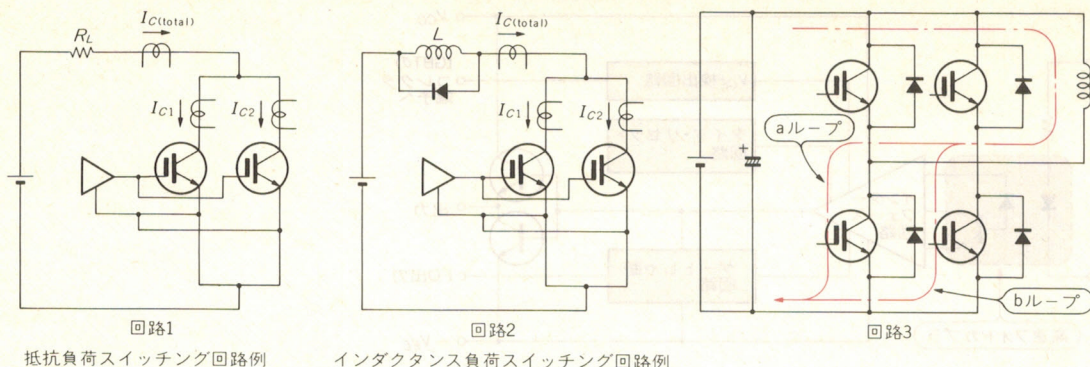 I_C(total)
R_L
I_C1
I_C2
回路1
抵抗負荷スイッチング回路例
L
I_C(total)
I_C1
I_C2
回路2
インダクタンス負荷スイッチング回路例
aループ
+
bループ
回路3